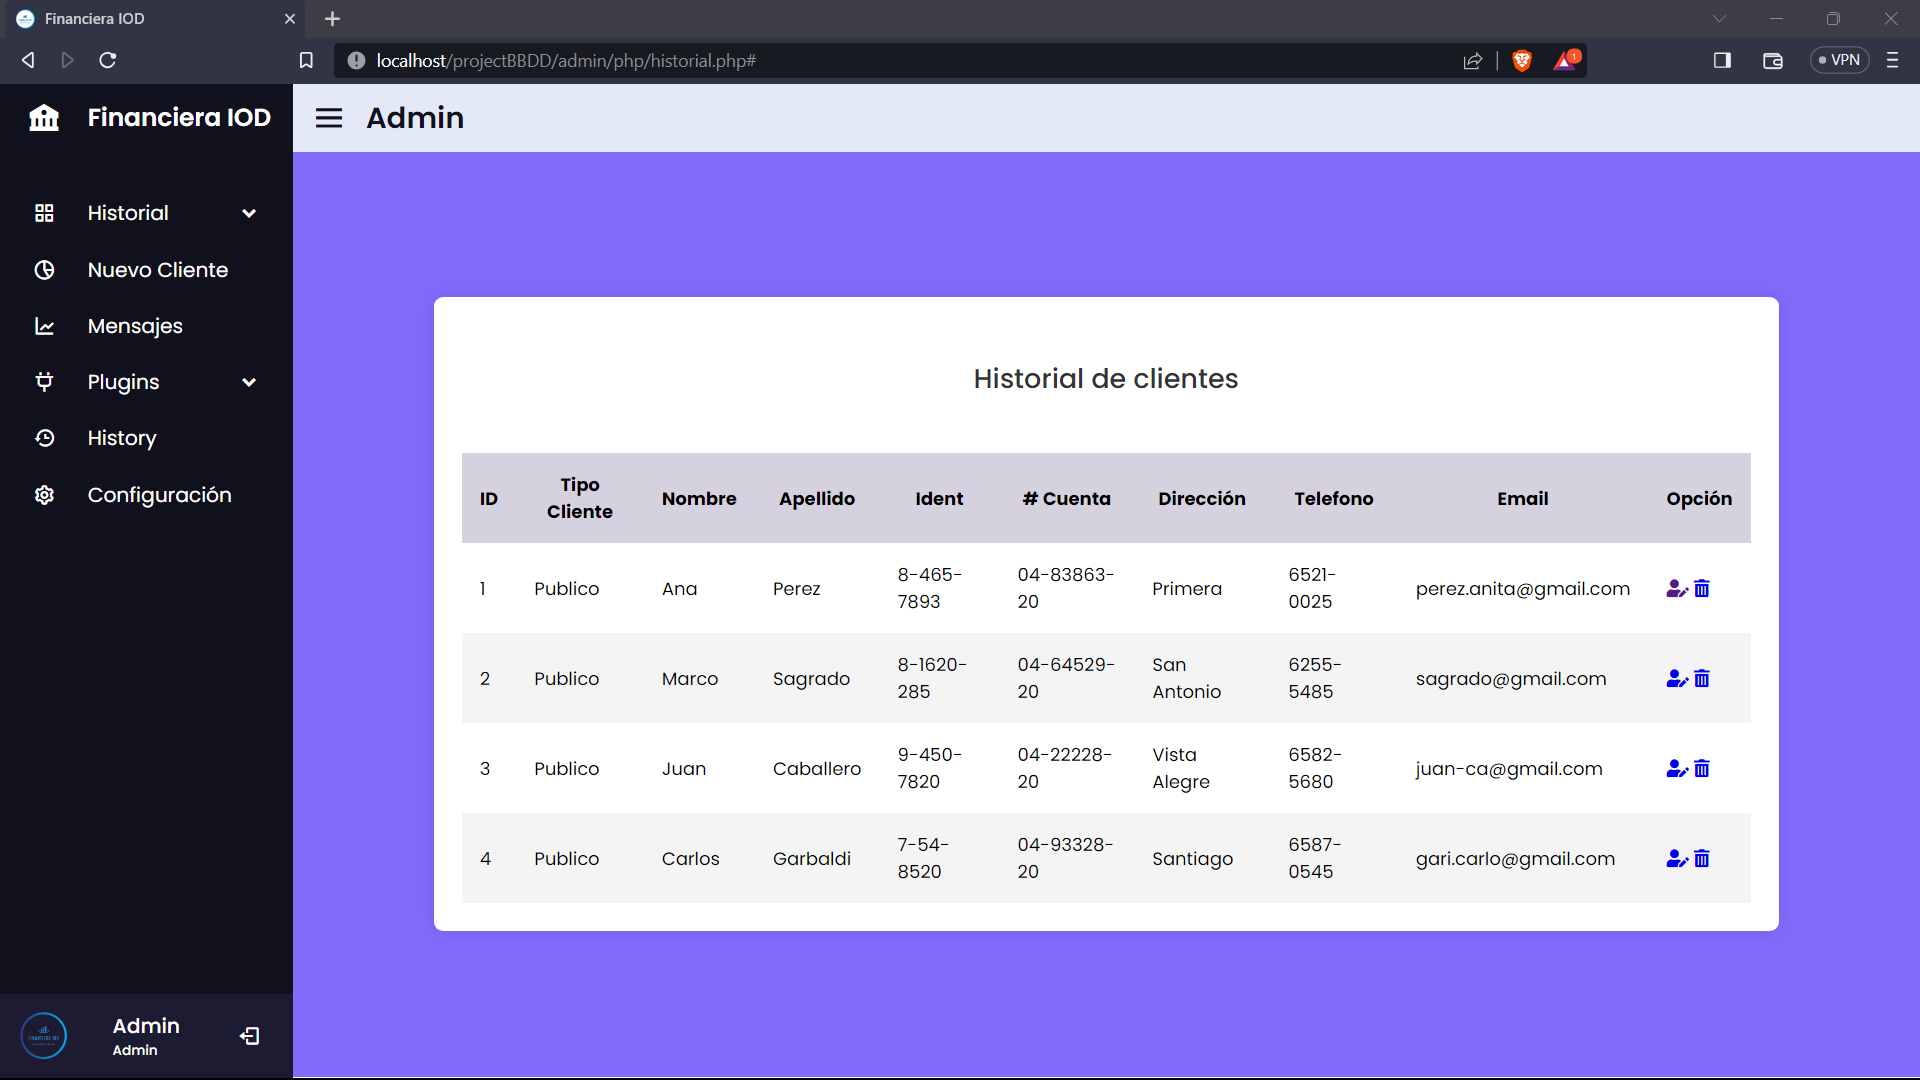 Financiera IOD
localhost/projectBBDD/admin/php/historial.php#
1
VPN
Financiera IOD
Admin
Historial
Nuevo Cliente
Mensajes
Plugins
History
Configuración
Admin
Admin
Historial de clientes
ID Tipo Cliente Nombre Apellido Ident # Cuenta Dirección Telefono Email Opción
1 Publico Ana Perez 8-465-7893 04-83863-20 Primera 6521-0025 perez.anita@gmail.com
2 Publico Marco Sagrado 8-1620-285 04-64529-20 San Antonio 6255-5485 sagrado@gmail.com
3 Publico Juan Caballero 9-450-7820 04-22228-20 Vista Alegre 6582-5680 juan-ca@gmail.com
4 Publico Carlos Garbaldi 7-54-8520 04-93328-20 Santiago 6587-0545 gari.carlo@gmail.com